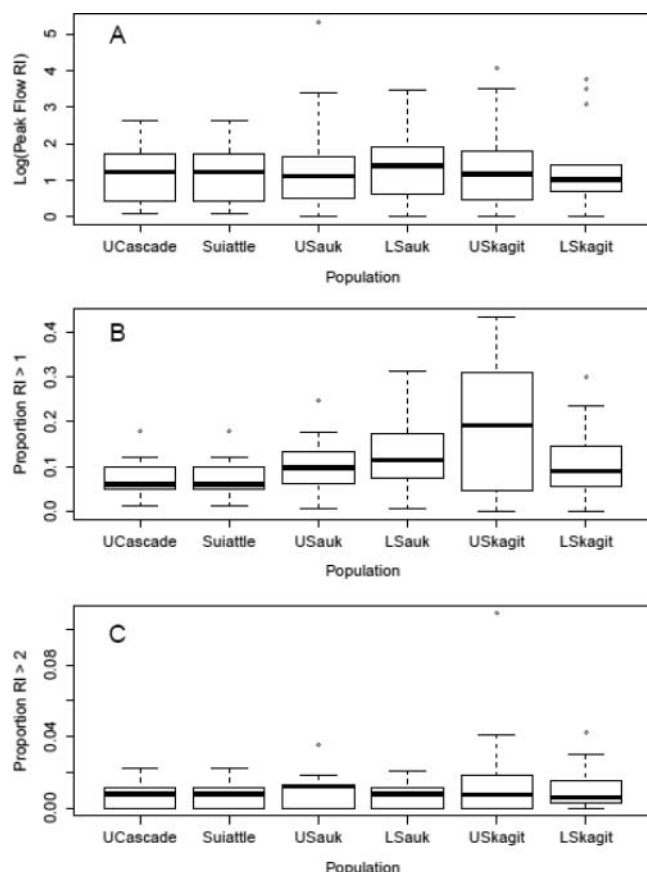 A
Log(Peak Flow RI)
5
4
3
2
1
0
UCascade Suiattle USauk LSauk USkagit LSkagit
Population
B
Proportion RI > 1
0.4
0.3
0.2
0.1
0.0
UCascade Suiattle USauk LSauk USkagit LSkagit
Population
C
Proportion RI > 2
0.08
0.04
0.00
UCascade Suiattle USauk LSauk USkagit LSkagit
Population